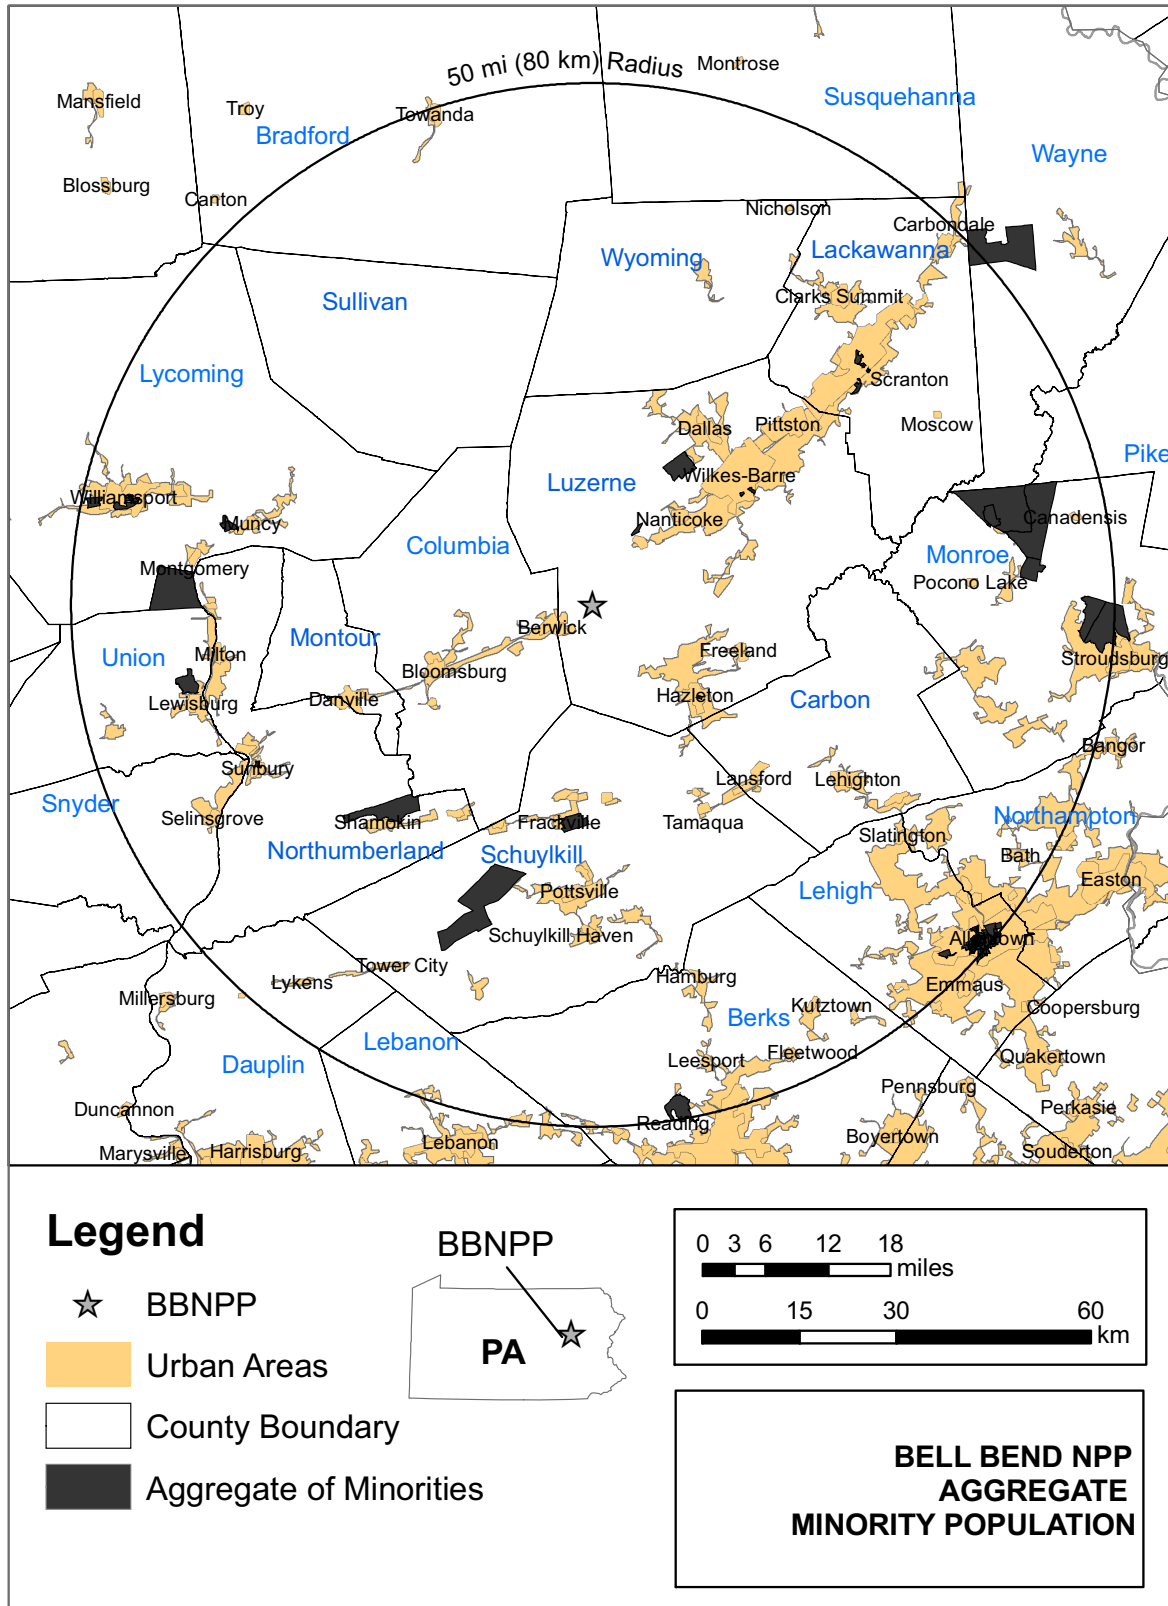 50 mi (80 km) Radius
Montrose
Susquehanna
Mansfield
Troy
Towanda
Bradford
Wayne
Blossburg
Canton
Nicholson
Carbondale
Wyoming
Lackawanna
Sullivan
Clarks Summit
Lycoming
Scranton
Dallas
Pittston
Moscow
Pike
Williamsport
Luzerne
Wilkes-Barre
Muncy
Nanticoke
Canadensis
Columbia
Monroe
Montgomery
Pocono Lake
Berwick
Montour
Union
Milton
Bloomsburg
Freeland
Stroudsburg
Lewisburg
Danville
Hazleton
Carbon
Bangor
Sunbury
Lansford
Lehighton
Snyder
Selinsgrove
Shamokin
Frackville
Tamaqua
Northampton
Slatington
Northumberland
Schuylkill
Bath
Pottsville
Lehigh
Easton
Schuylkill Haven
Allentown
Tower City
Lykens
Hamburg
Emmaus
Millersburg
Kutztown
Coopersburg
Berks
Lebanon
Dauplin
Leesport
Fleetwood
Quakertown
Pennsburg
Duncannon
Perkasie
Reading
Marysville
Harrisburg
Lebanon
Boyertown
Souderton
Legend
BBNPP
Urban Areas
County Boundary
Aggregate of Minorities
BBNPP
PA
0 3 6 12 18
miles
0 15 30 60
km
BELL BEND NPP
AGGREGATE
MINORITY POPULATION